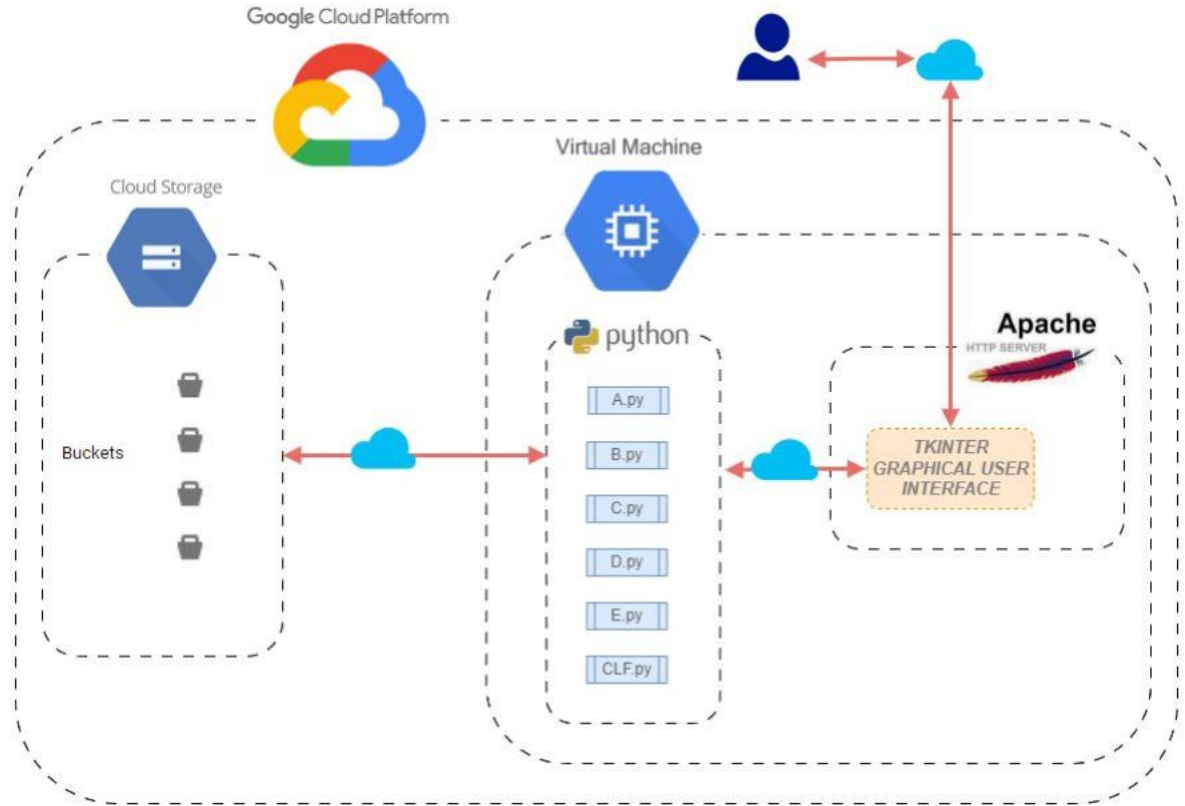 Google Cloud Platform
Virtual Machine
Cloud Storage
Apache
HTTP SERVER
python
A.py
B.py
C.py
D.py
E.py
CLF.py
Buckets
TKINTER
GRAPHICAL USER
INTERFACE